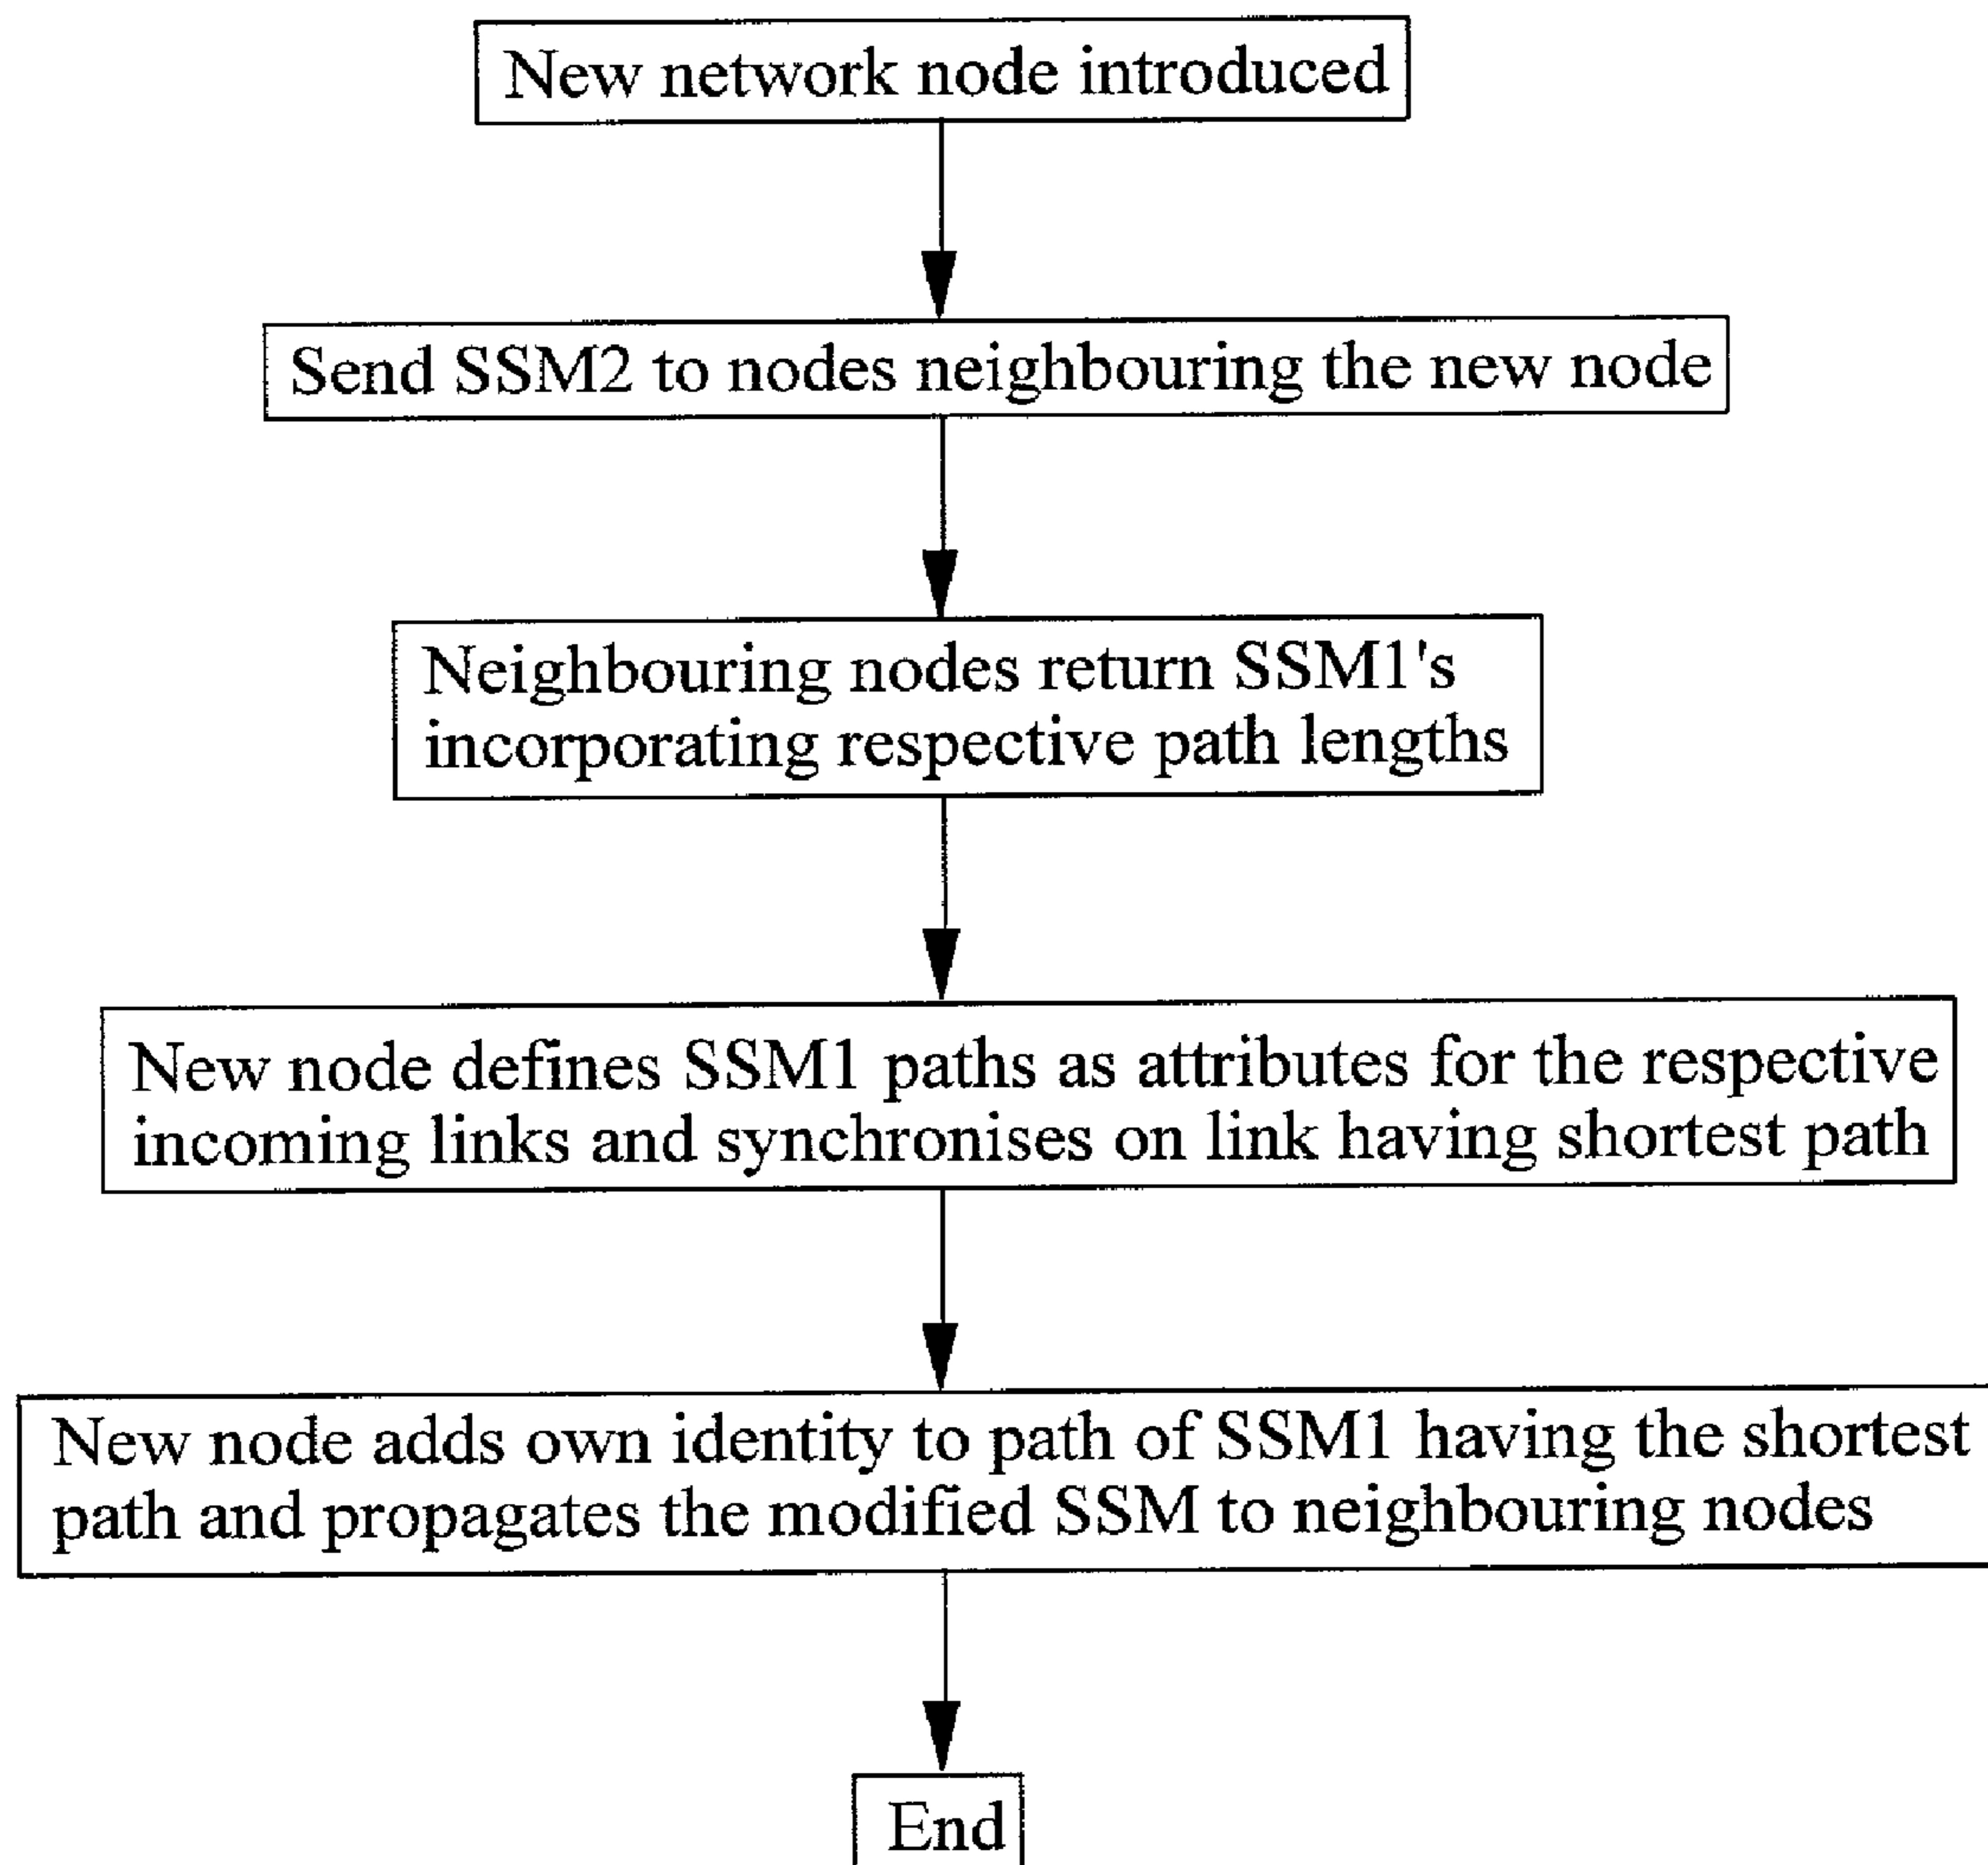 New network node introduced
Send SSM2 to nodes neighbouring the new node
Neighbouring nodes return SSM1's
incorporating respective path lengths
New node defines SSM1 paths as attributes for the respective
incoming links and synchronises on link having shortest path
New node adds own identity to path of SSM1 having the shortest
path and propagates the modified SSM to neighbouring nodes
End